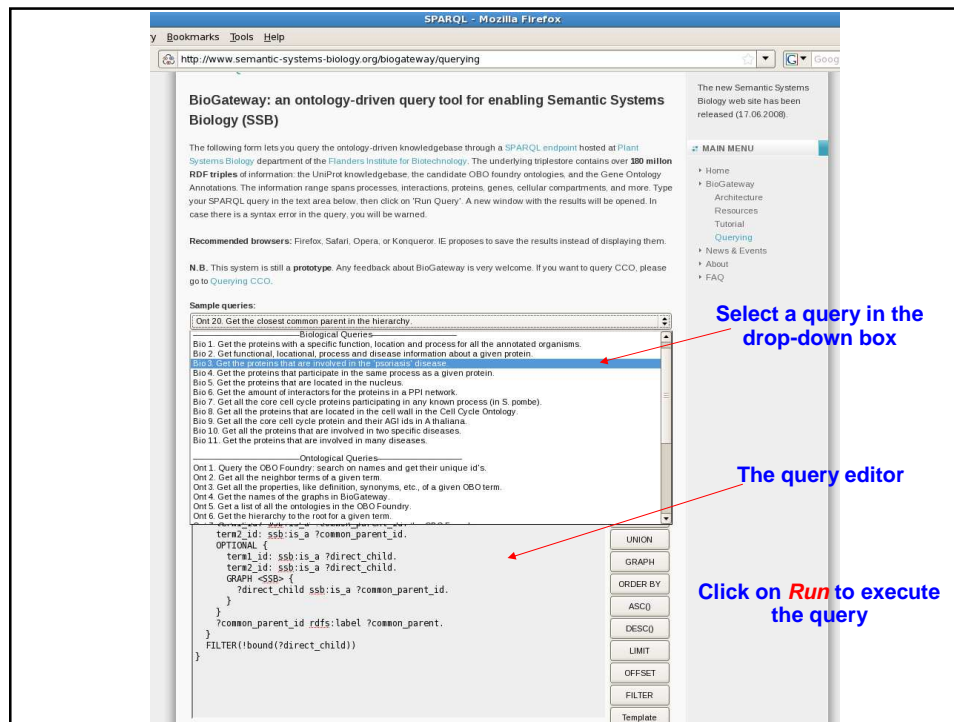 SPARQL - Mozilla Firefox
y Bookmarks Tools Help
http://www.semantic-systems-biology.org/biogateway/querying
G Goog
BioGateway: an ontology-driven query tool for enabling Semantic Systems
Biology (SSB)
The following form lets you query the ontology-driven knowledgebase through a SPARQL endpoint hosted at Plant
Systems Biology department of the Flanders Institute for Biotechnology. The underlying triplestore contains over 180 millon
RDF triples of information: the UniProt knowledgebase, the candidate OBO foundry ontologies, and the Gene Ontology
Annotations. The information range spans processes, interactions, proteins, genes, cellular compartments, and more. Type
your SPARQL query in the text area below, then click on 'Run Query'. A new window with the results will be opened. In
case there is a syntax error in the query, you will be warned.
Recommended browsers: Firefox, Safari, Opera, or Konqueror. IE proposes to save the results instead of displaying them.
N.B. This system is still a prototype. Any feedback about BioGateway is very welcome. If you want to query CCO, please
go to Querying CCO.
Sample queries:
Ont 20. Get the closest common parent in the hierarchy.
Biological Queries
Bio 1. Get the proteins with a specific function, location and process for all the annotated organisms.
Bio 2. Get functional, locational, process and disease information about a given protein.
Bio 3. Get the proteins that are involved in the 'psoriasis' disease
Bio 4. Get the proteins that participate in the same process as a given protein.
Bio 5. Get the proteins that are located in the nucleus.
Bio 6. Get the amount of interactors for the proteins in a PPI network.
Bio 7. Get all the core cell cycle proteins participating in any known process (in S. pombe).
Bio 8. Get all the proteins that are located in the cell wall in the Cell Cycle Ontology.
Bio 9. Get all the core cell cycle protein and their AGI ids in A thaliana.
Bio 10. Get all the proteins that are involved in two specific diseases.
Bio 11. Get the proteins that are involved in many diseases.
Ontological Queries
Ont 1. Query the OBO Foundry: search on names and get their unique id's.
Ont 2. Get all the neighbor terms of a given term.
Ont 3. Get all the properties, like definition, synonyms, etc., of a given OBO term.
Ont 4. Get the names of the graphs in BioGateway.
Ont 5. Get a list of all the ontologies in the OBO Foundry.
Ont 6. Get the hierarchy to the root for a given term.
term2_id: ssb:is_a ?common_parent_id.
OPTIONAL {
term1_id: ssb:is_a ?direct_child.
term2_id: ssb:is_a ?direct_child.
GRAPH <SSB> {
?direct_child ssb:is_a ?common_parent_id.
}
}
?common_parent_id rdfs:label ?common_parent.
}
FILTER(!bound(?direct_child))
}
UNION
GRAPH
ORDER BY
ASC()
DESC()
LIMIT
OFFSET
FILTER
Template
The new Semantic Systems
Biology web site has been
released (17.06.2008).
MAIN MENU
Home
BioGateway
Architecture
Resources
Tutorial
Querying
News & Events
About
FAQ
Select a query in the
drop-down box
The query editor
Click on Run to execute
the query